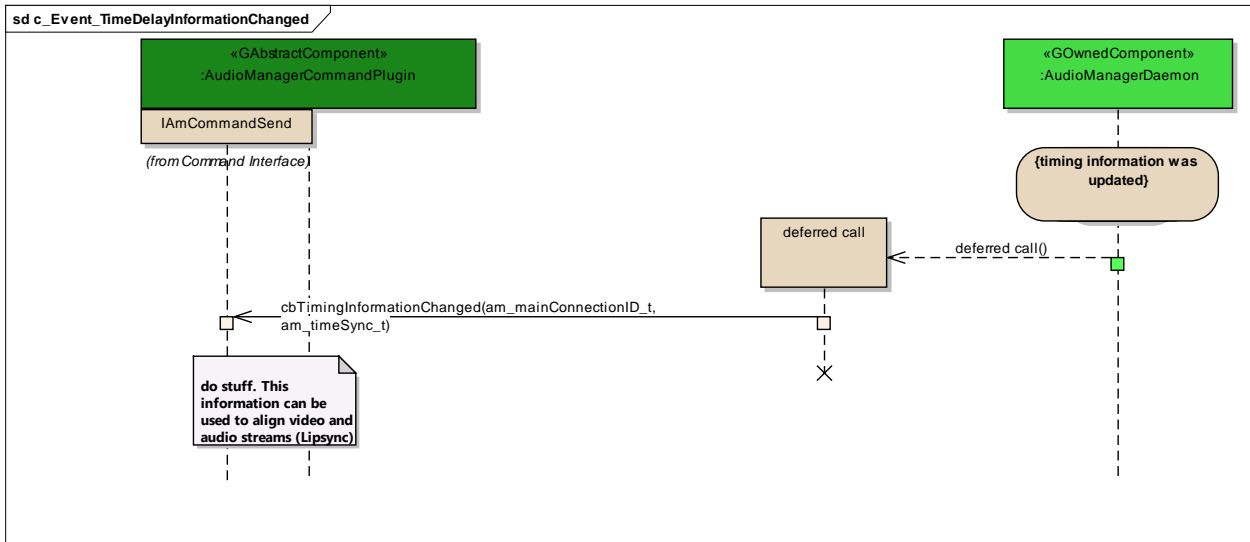 sd c_Event_TimeDelayInformationChanged
«GAbstractComponent»
:AudioManagerCommandPlugin
«GOwnedComponent»
:AudioManagerDaemon
IAmCommandSend
(from Command Interface)
{timing information was
updated}
deferred call
deferred call()
cbTimingInformationChanged(am_mainConnectionID_t,
am_timeSync_t)
do stuff. This
information can be
used to align video and
audio streams (Lipsync)